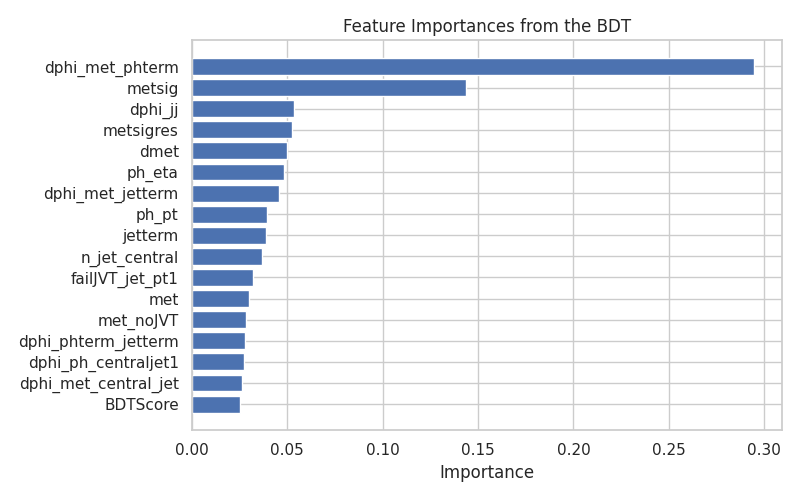 Feature Importances from the BDT
dphi_met_phterm
metsig
dphi_jj
metsigres
dmet
ph_eta
dphi_met_jetterm
ph_pt
jetterm
n_jet_central
failJVT_jet_pt1
met
met_noJVT
dphi_phterm_jetterm
dphi_ph_centraljet1
dphi_met_central_jet
BDTScore
0.00 0.05 0.10 0.15 0.20 0.25 0.30
Importance